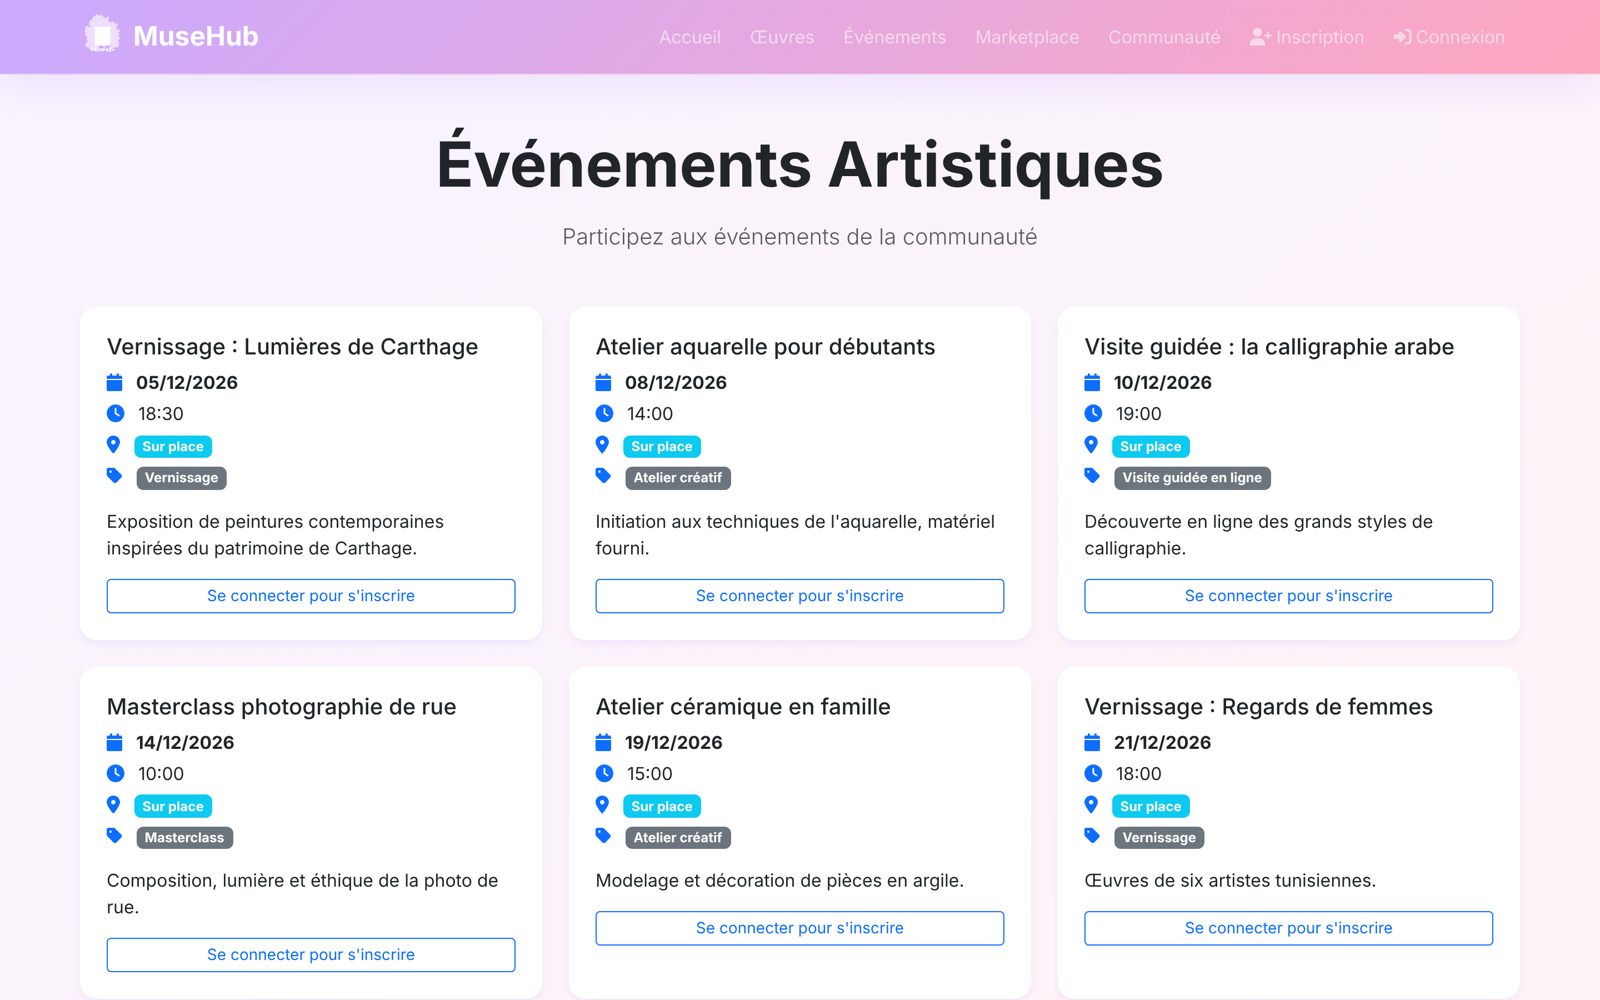 MuseHub
Accueil Œuvres Événements Marketplace Communauté Inscription Connexion
Événements Artistiques
Participez aux événements de la communauté
Vernissage : Lumières de Carthage
05/12/2026
18:30
Sur place
Vernissage
Exposition de peintures contemporaines
inspirées du patrimoine de Carthage.
Se connecter pour s'inscrire
Atelier aquarelle pour débutants
08/12/2026
14:00
Sur place
Atelier créatif
Initiation aux techniques de l'aquarelle, matériel
fourni.
Se connecter pour s'inscrire
Visite guidée : la calligraphie arabe
10/12/2026
19:00
Sur place
Visite guidée en ligne
Découverte en ligne des grands styles de
calligraphie.
Se connecter pour s'inscrire
Masterclass photographie de rue
14/12/2026
10:00
Sur place
Masterclass
Composition, lumière et éthique de la photo de
rue.
Se connecter pour s'inscrire
Atelier céramique en famille
19/12/2026
15:00
Sur place
Atelier créatif
Modelage et décoration de pièces en argile.
Se connecter pour s'inscrire
Vernissage : Regards de femmes
21/12/2026
18:00
Sur place
Vernissage
Œuvres de six artistes tunisiennes.
Se connecter pour s'inscrire